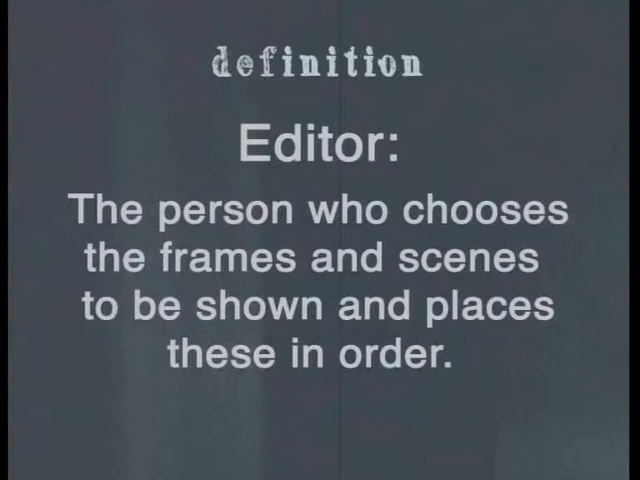 definition
Editor:
The person who chooses
the frames and scenes
to be shown and places
these in order.